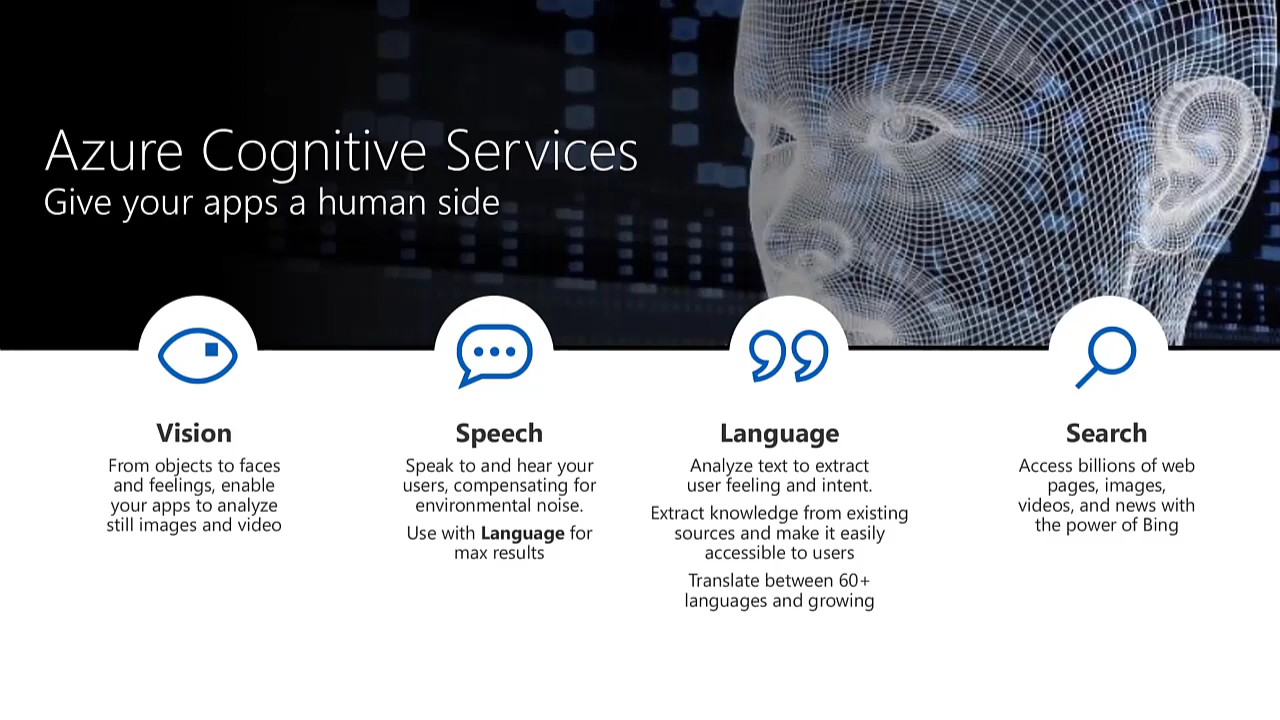 Azure Cognitive Services
Give your apps a human side
Vision
From objects to faces
and feelings, enable
your apps to analyze
still images and video
Speech
Speak to and hear your
users, compensating for
environmental noise.
Use with Language for
max results
Language
Analyze text to extract
user feeling and intent.
Extract knowledge from existing
sources and make it easily
accessible to users
Translate between 60+
languages and growing
Search
Access billions of web
pages, images,
videos, and news with
the power of Bing